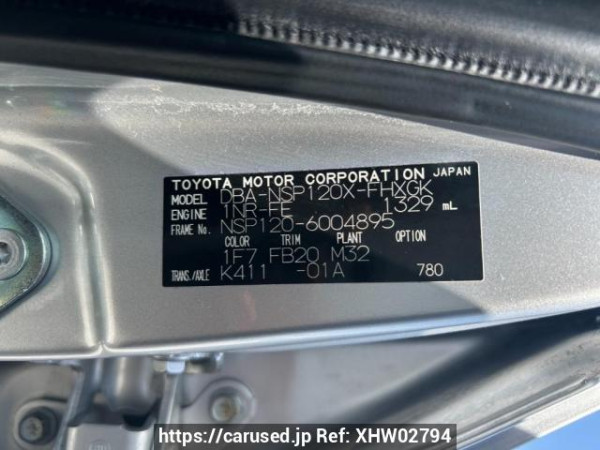 TOYOTA MOTOR CORPORATION JAPAN
MODEL DBA-NSP120X-FHXGK
ENGINE 1NR-FE 1329 mL
FRAME No. NSP120-6004895
COLOR TRIM PLANT OPTION
1F7 FB20 M32
TRANS./AXLE K411 -01A 780
https://carused.jp Ref: XHW02794